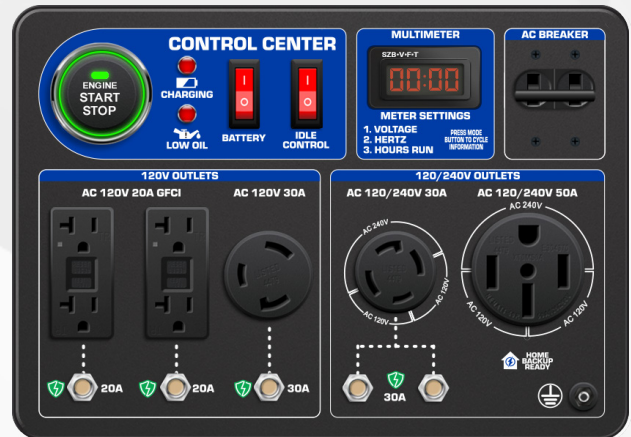 CONTROL CENTER
ENGINE
START
STOP
CHARGING
LOW OIL
I
O
BATTERY
I
O
IDLE
CONTROL
MULTIMETER
SZB•V•F•T
00:00
METER SETTINGS
1. VOLTAGE
2. HERTZ
3. HOURS RUN
PRESS MODE
BUTTON TO CYCLE
INFORMATION
AC BREAKER
120V OUTLETS
AC 120V 20A GFCI
AC 120V 30A
20A
20A
30A
120/240V OUTLETS
AC 120/240V 30A
AC 120/240V 50A
AC 240V
AC 120V
AC 120V
AC 240V
AC 120V
AC 120V
30A
HOME
BACKUP
READY